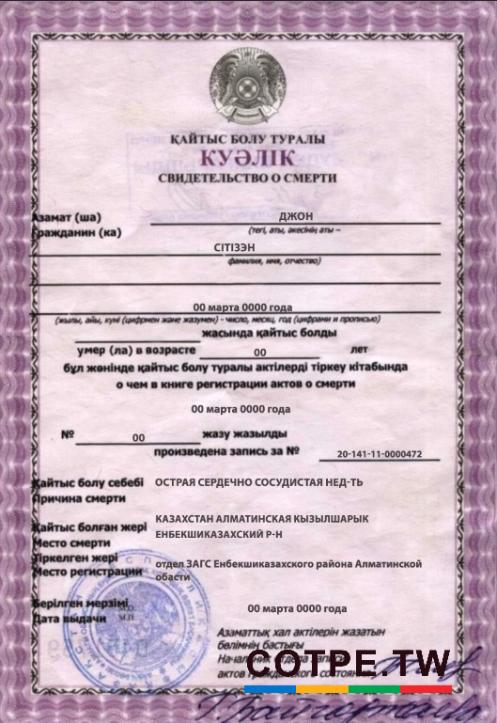 ҚАЙТЫС БОЛУ ТУРАЛЫ
КУӘЛІК
СВИДЕТЕЛЬСТВО О СМЕРТИ
Азамат (ша) ДЖОН
Гражданин (ка) (тегі, аты, әкесінің аты –
СІТІЗЭН
фамилия, имя, отчество)
00 марта 0000 года
(жылы, айы, күні (цифрмен және жазумен) - число, месяц, год (цифрами и прописью)
жасында қайтыс болды
умер (ла) в возрасте 00 лет
бұл жөнінде қайтыс болу туралы актілерді тіркеу кітабында
о чем в книге регистрации актов о смерти
00 марта 0000 года
№ 00 жазу жазылды
произведена запись за № 20-141-11-0000472
Қайтыс болу себебі ОСТРАЯ СЕРДЕЧНО СОСУДИСТАЯ НЕД-ТЬ
Причина смерти
Қайтыс болған жері КАЗАХСТАН АЛМАТИНСКАЯ КЫЗЫЛШАРЫК
Место смерти ЕНБЕКШИКАЗАХСКИЙ Р-Н
Тіркелген жері отдел ЗАГС Енбекшиказахского района Алматинской
Место регистрации обасти
Берілген мерзімі 00 марта 0000 года
Дата выдачи М.П.
Азаматтық хал актілерін жазатын
бөлімнің бастығы
Начальник отдела записи
актов гражданского состояния
COTPE.TW